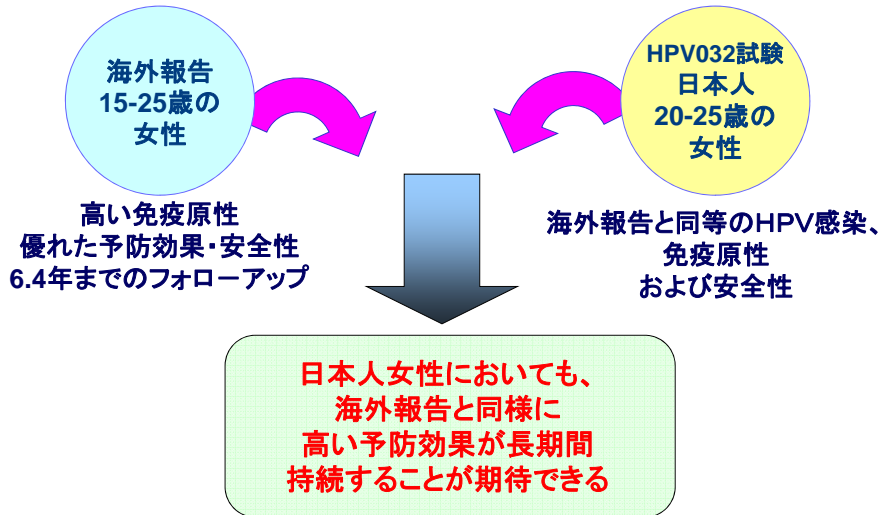 海外報告
15-25歳の
女性
高い免疫原性
優れた予防効果・安全性
6.4年までのフォローアップ
HPV032試験
日本人
20-25歳の
女性
海外報告と同等のHPV感染、
免疫原性
および安全性
日本人女性においても、
海外報告と同様に
高い予防効果が長期間
持続することが期待できる